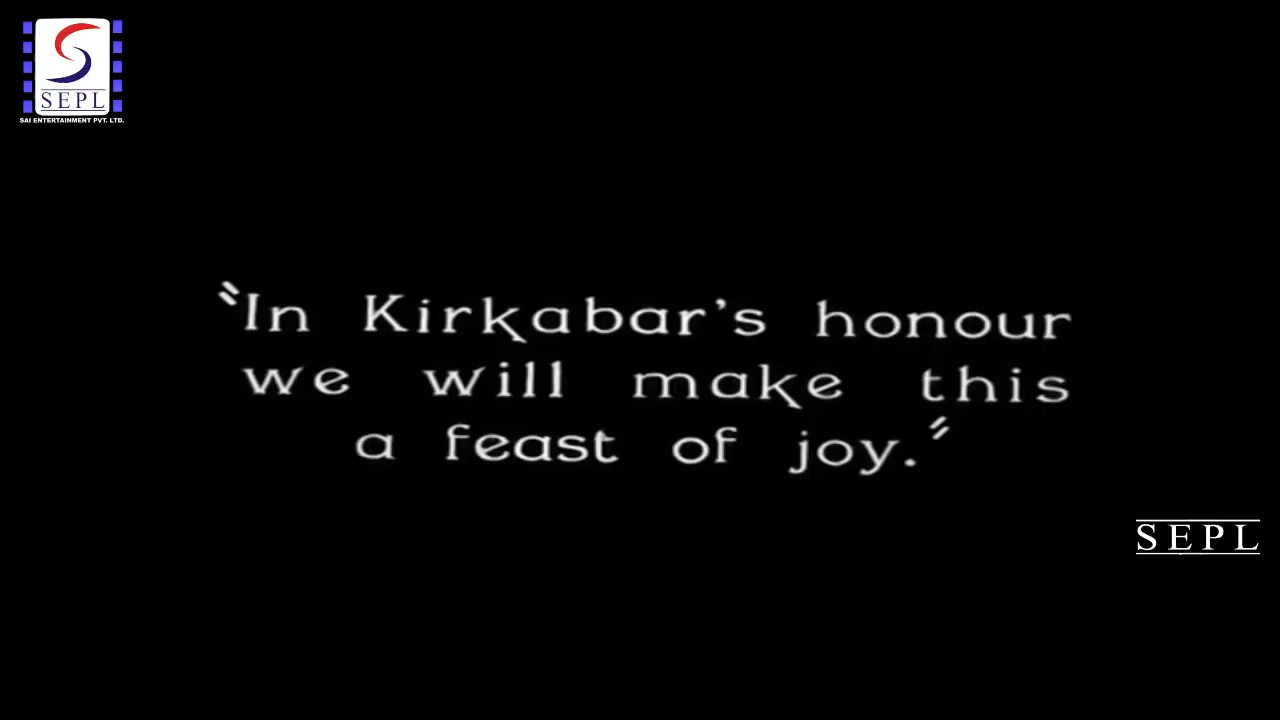 SEPL
SAI ENTERTAINMENT PVT. LTD.
"In Kirkabar's honour
we will make this
a feast of joy."
SEPL